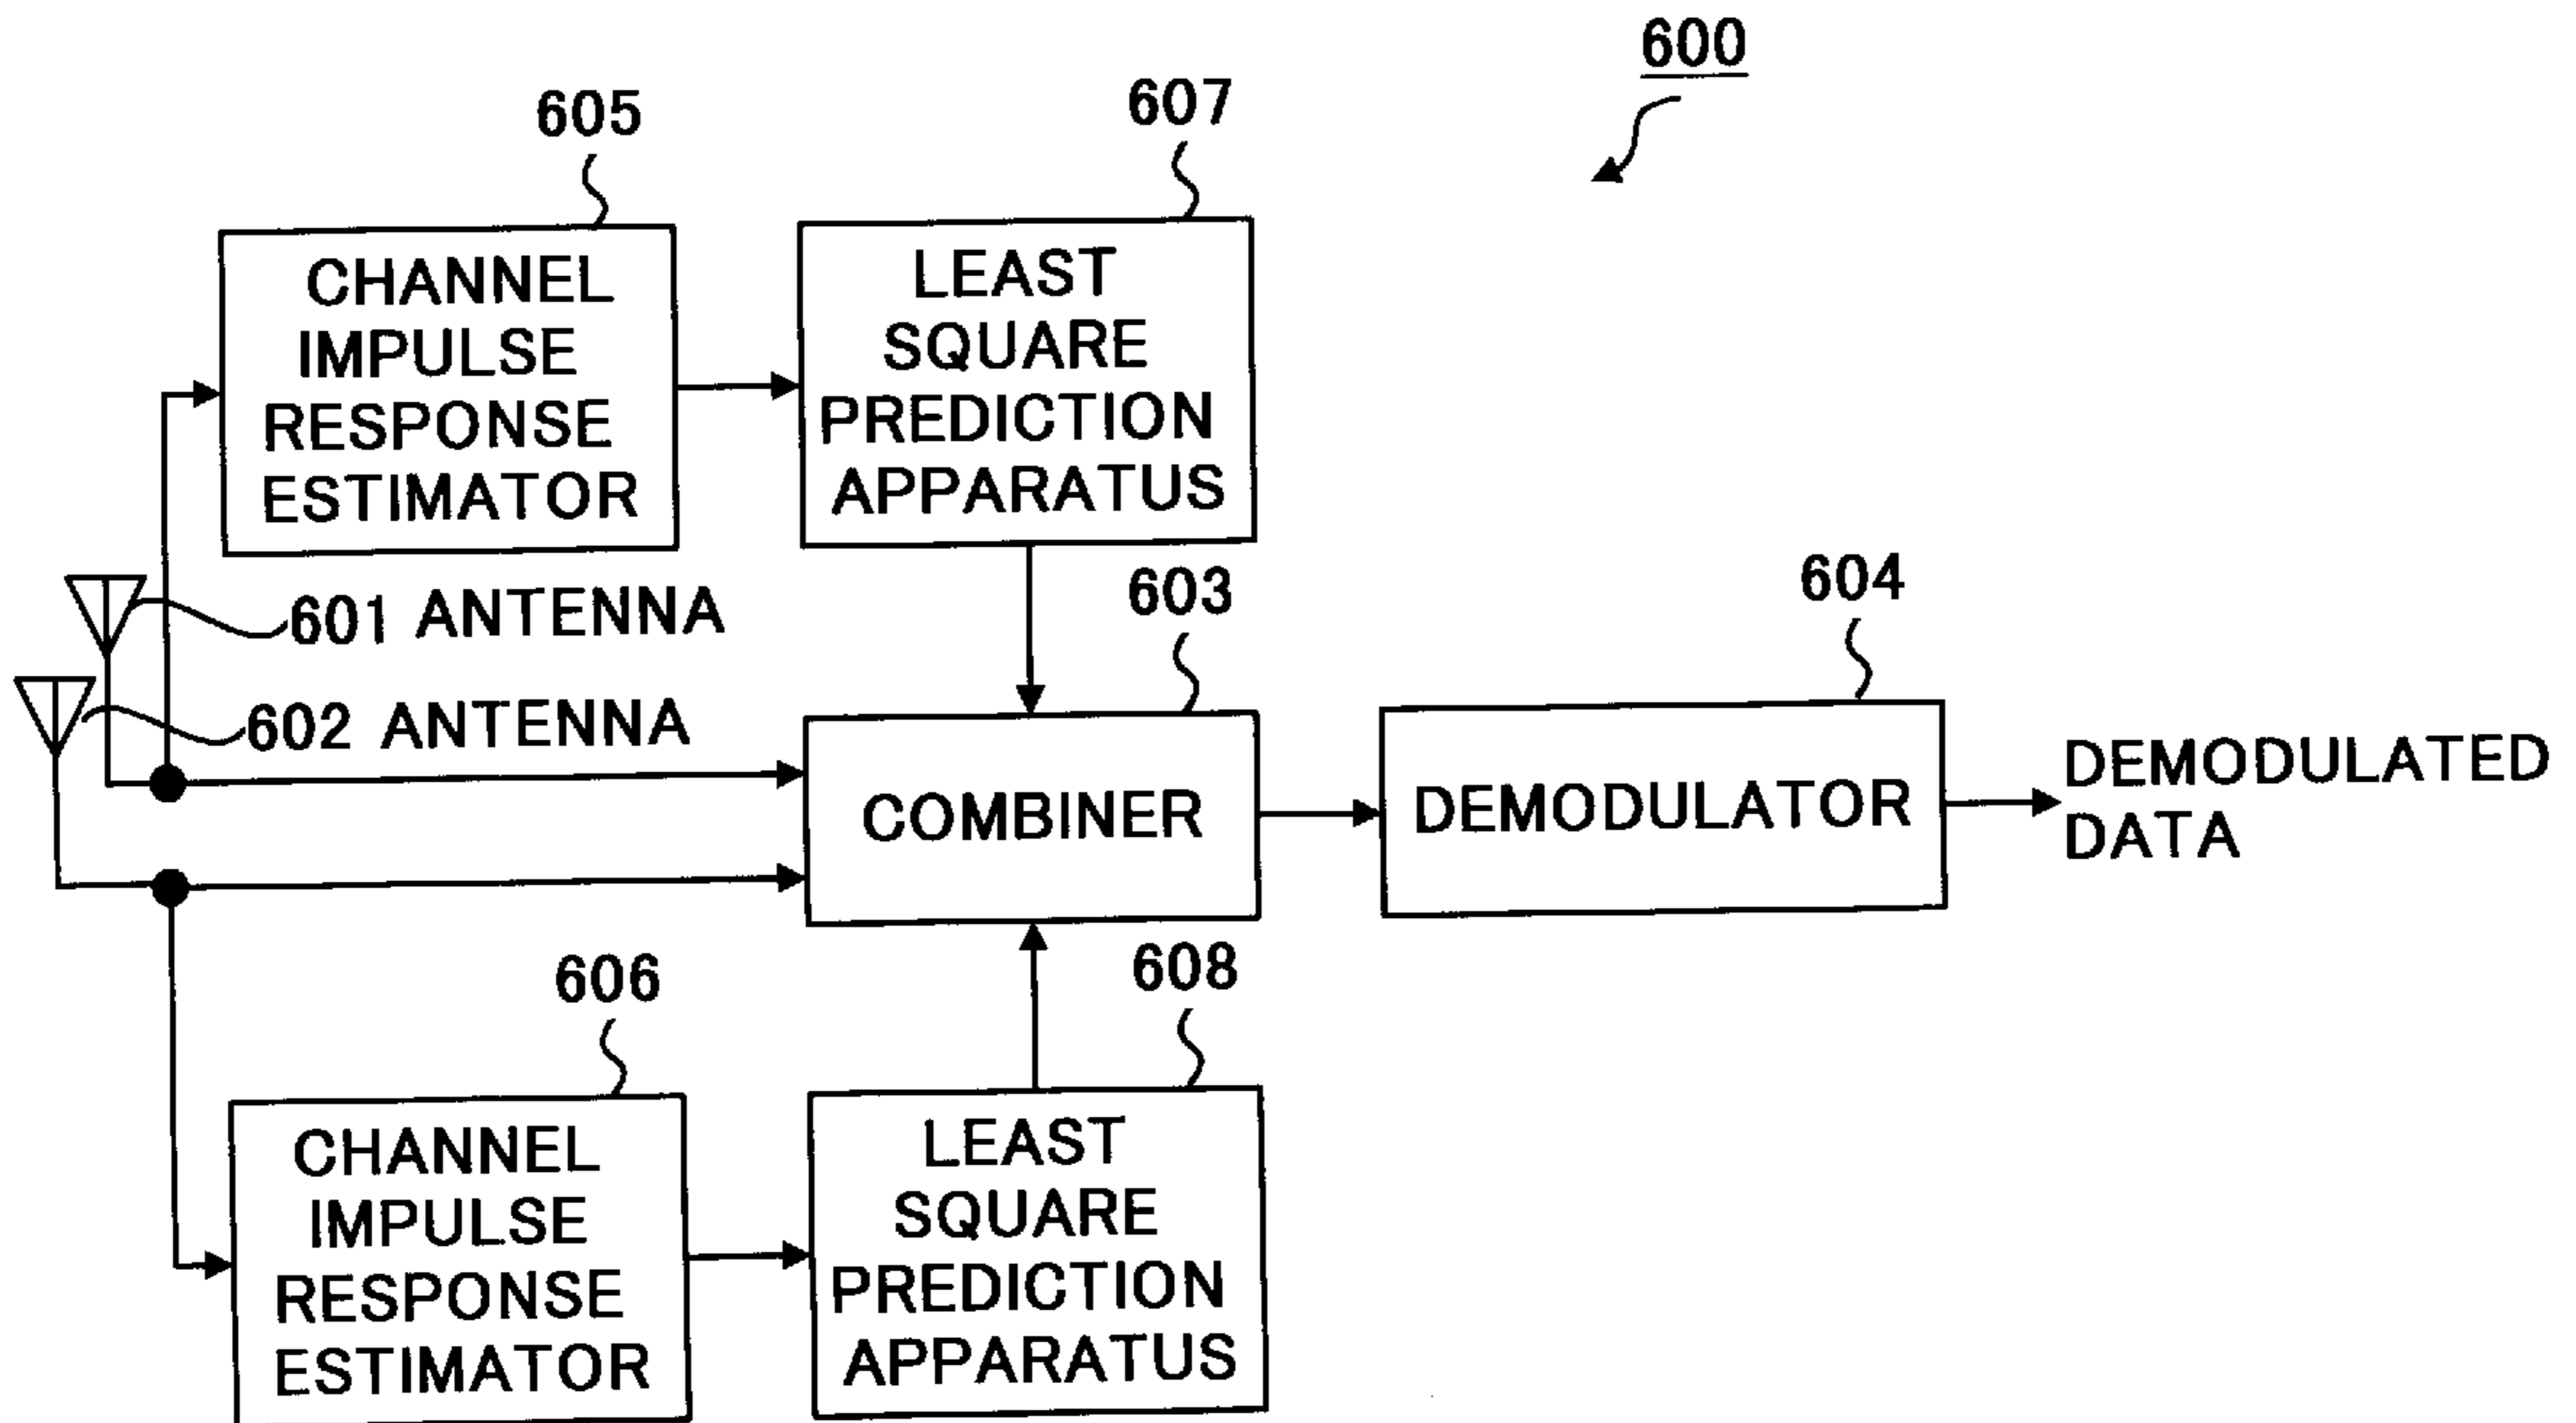 600
605
607
CHANNEL
IMPULSE
RESPONSE
ESTIMATOR
LEAST
SQUARE
PREDICTION
APPARATUS
601 ANTENNA
602 ANTENNA
603
604
COMBINER
DEMODULATOR
DEMODULATED
DATA
606
608
CHANNEL
IMPULSE
RESPONSE
ESTIMATOR
LEAST
SQUARE
PREDICTION
APPARATUS